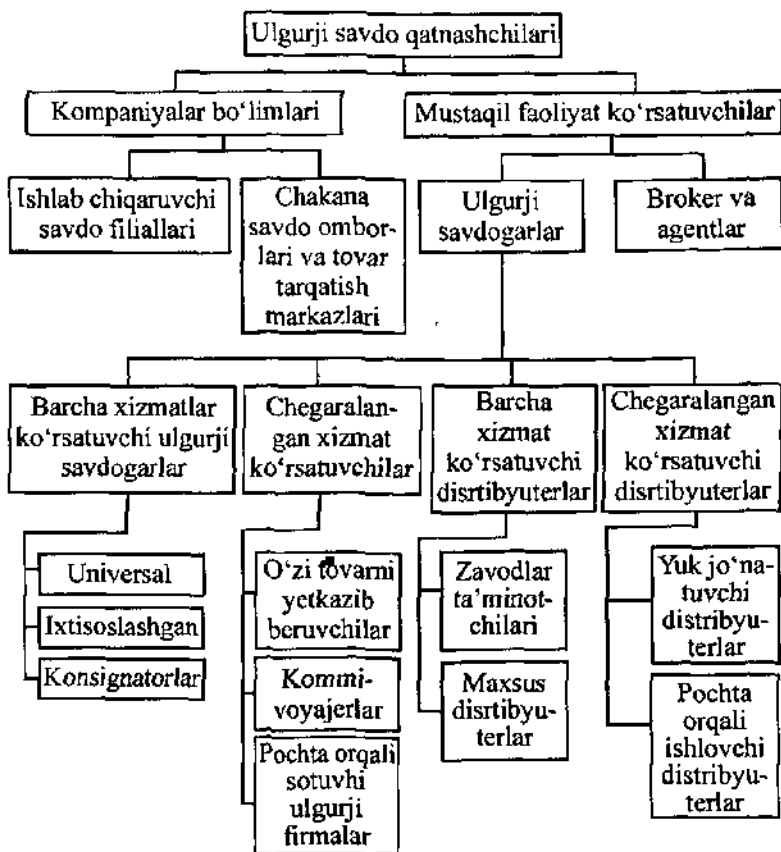 Ulgurji savdo qatnashchilari
Kompaniyalar bo‘limlari
Mustaqil faoliyat ko‘rsatuvchilar
Ishlab chiqaruvchi
savdo filiallari
Chakana
savdo ombor-
lari va tovar
tarqatish
markazlari
Ulgurji
savdogarlar
Broker va
agentlar
Barcha xizmatlar
ko‘rsatuvchi ulgurji
savdogarlar
Universal
Ixtisoslashgan
Konsignatorlar
Chegaralan-
gan xizmat
ko‘rsatuvchilar
O‘zi tovarni
yetkazib
beruvchilar
Kommi-
voyajerlar
Pochta orqali
sotuvhi
ulgurji
firmalar
Barcha
xizmat
ko‘rsatuvchi
disrtibyuterlar
Zavodlar
ta’minot-
chilari
Maxsus
disrtibyu-
terlar
Chegaralangan
xizmat
ko‘rsatuvchi
disrtibyuterlar
Yuk jo‘na-
tuvchi
distribyu-
terlar
Pochta
orqali
ishlovchi
distribyu-
terlar